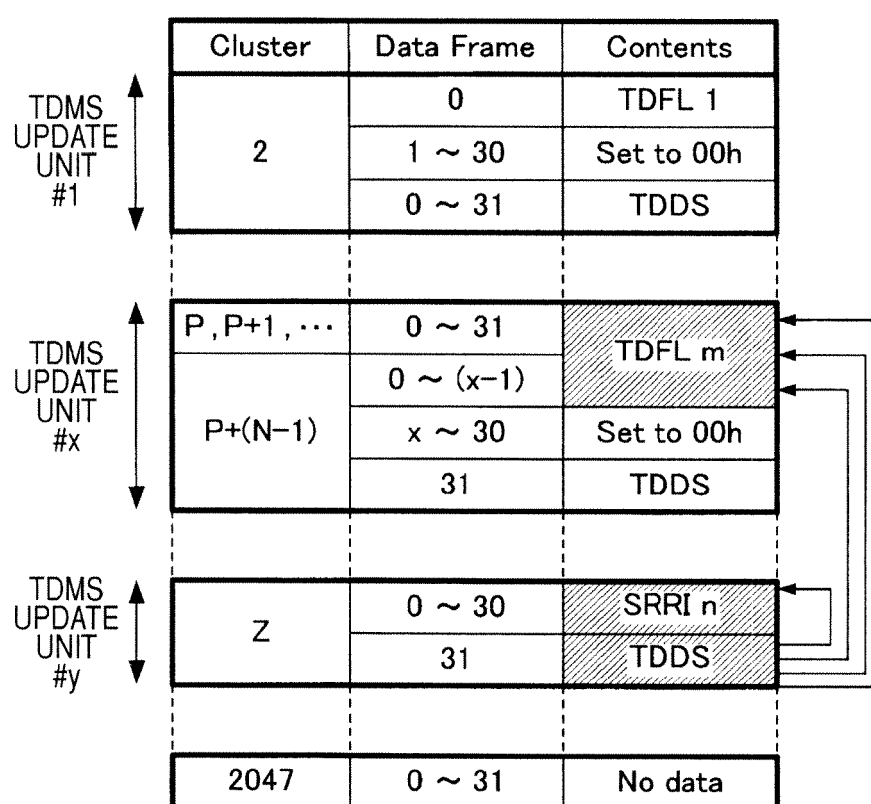 Cluster Data Frame Contents
TDMS UPDATE UNIT #1
2
0 TDFL 1
1 ~ 30 Set to 00h
0 ~ 31 TDDS
TDMS UPDATE UNIT #x
P, P+1, ··· 0 ~ 31
TDFL m
0 ~ (x-1)
P+(N-1)
x ~ 30 Set to 00h
31 TDDS
TDMS UPDATE UNIT #y
Z
0 ~ 30 SRRI n
31 TDDS
2047 0 ~ 31 No data